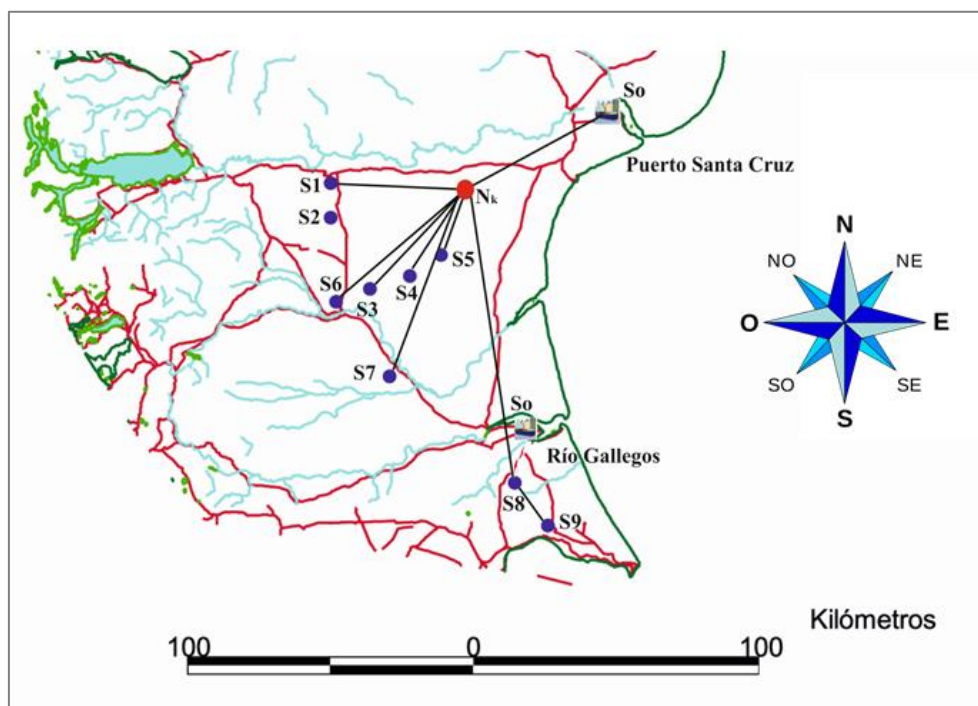 So
Puerto Santa Cruz
S1
Nk
S2
S5
S6
S4
S3
S7
So
Río Gallegos
S8
S9
N
NO
NE
O
E
SO
SE
S
Kilómetros
100
0
100